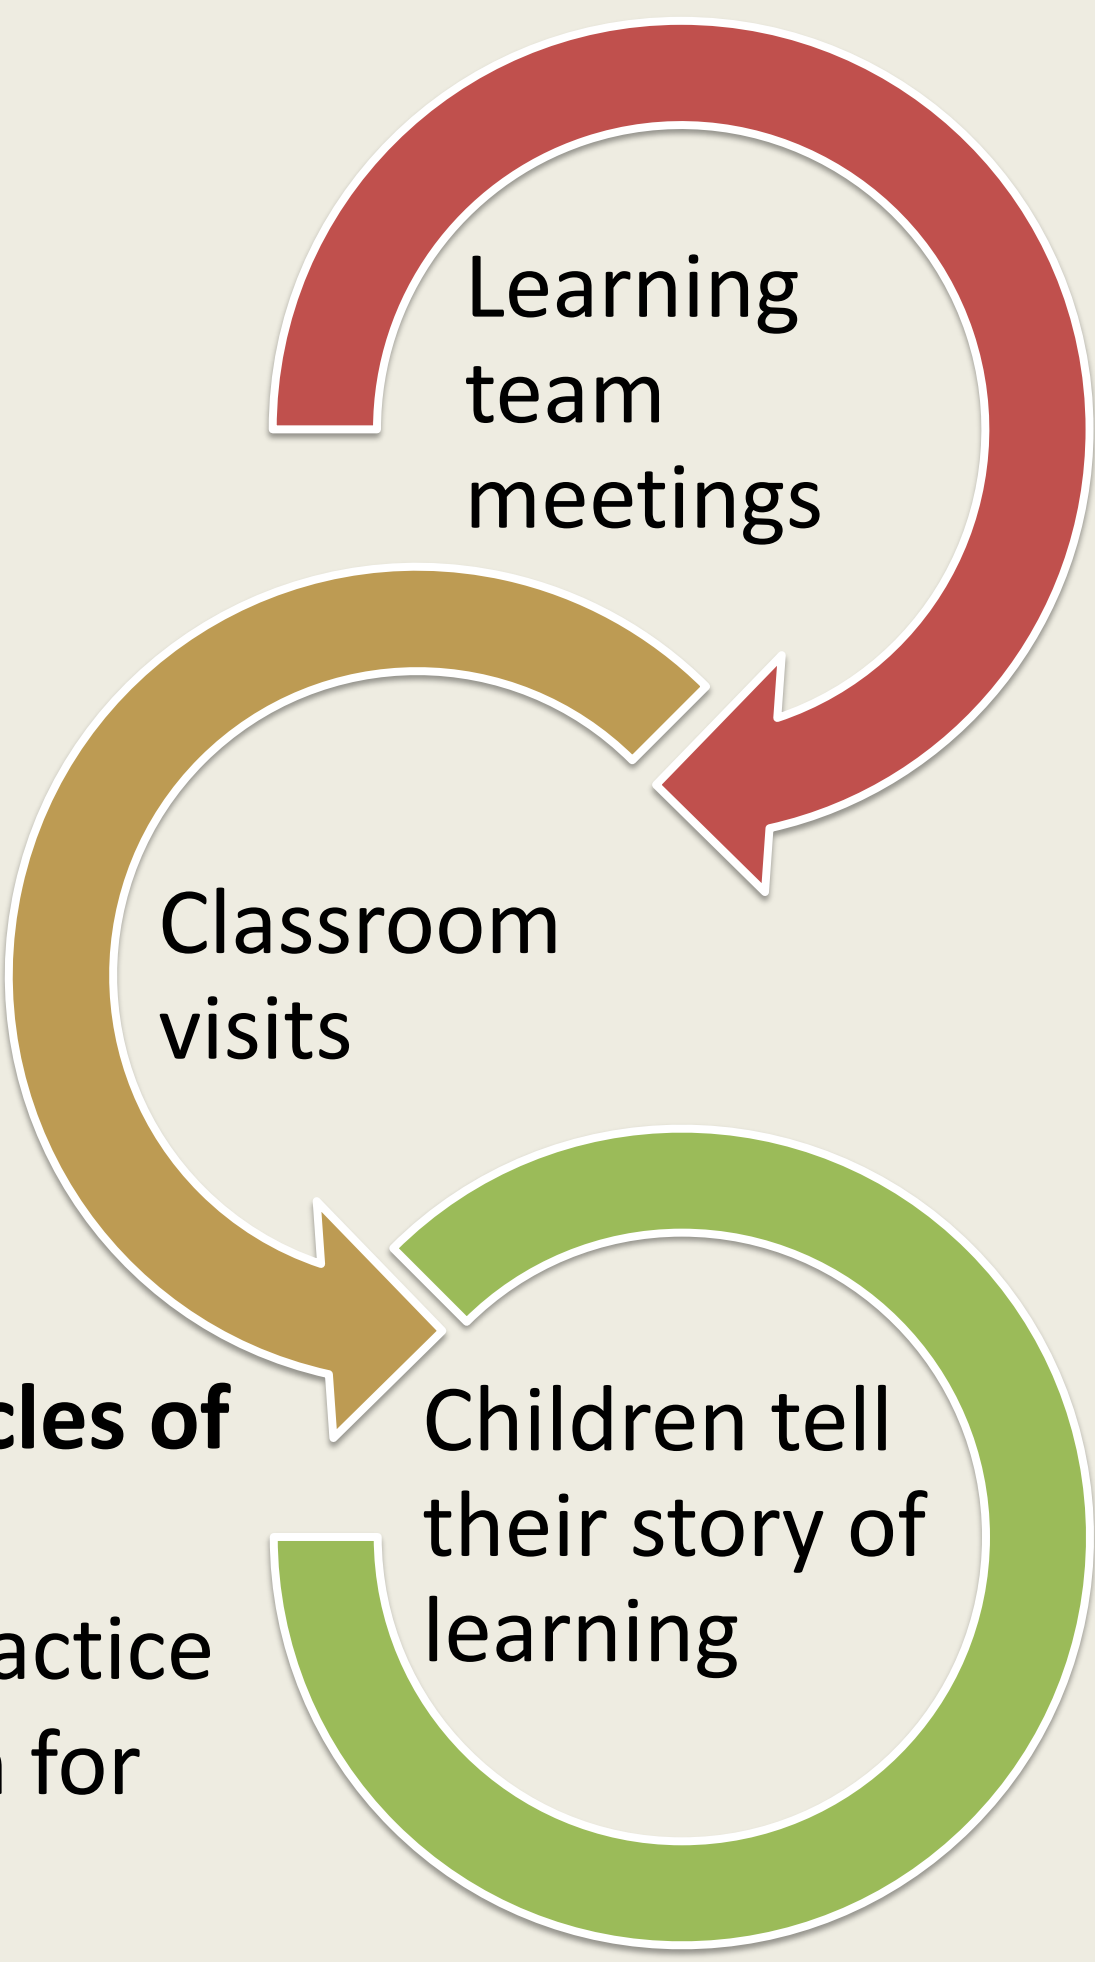 Learning
team
meetings
Classroom
visits
Children tell
their story of
learning
cles of
actice
for